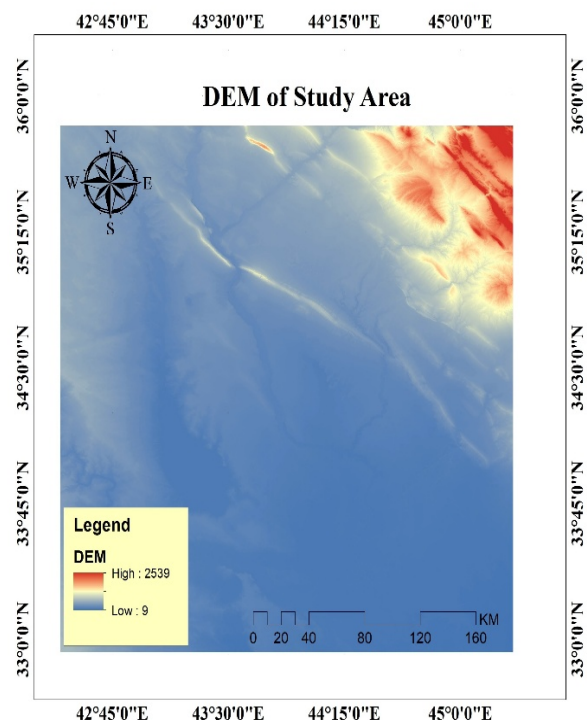 42°45'0"E 43°30'0"E 44°15'0"E 45°0'0"E
DEM of Study Area
N
W E
S
36°0'0"N
35°15'0"N
34°30'0"N
33°45'0"N
33°0'0"N
36°0'0"N
35°15'0"N
34°30'0"N
33°45'0"N
33°0'0"N
Legend
DEM
High : 2539
Low : 9
KM
0 20 40 80 120 160
42°45'0"E 43°30'0"E 44°15'0"E 45°0'0"E